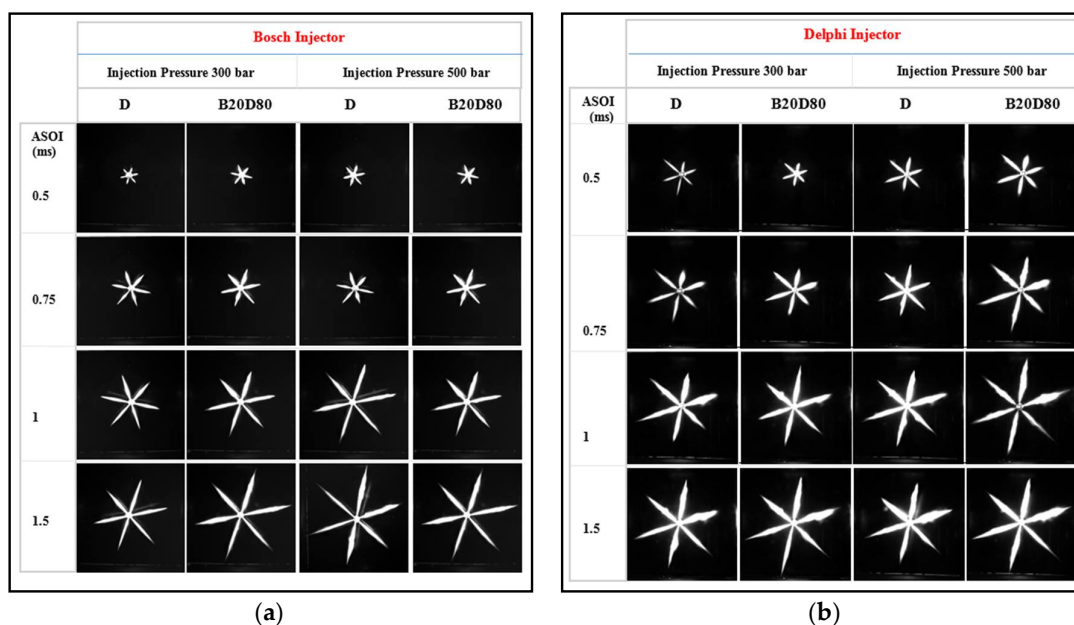 Bosch Injector
Injection Pressure 300 bar Injection Pressure 500 bar
D B20D80 D B20D80
ASOI
(ms)
0.5
0.75
1
1.5
(a)
Delphi Injector
Injection Pressure 300 bar Injection Pressure 500 bar
ASOI
(ms)
D B20D80 D B20D80
0.5
0.75
1
1.5
(b)